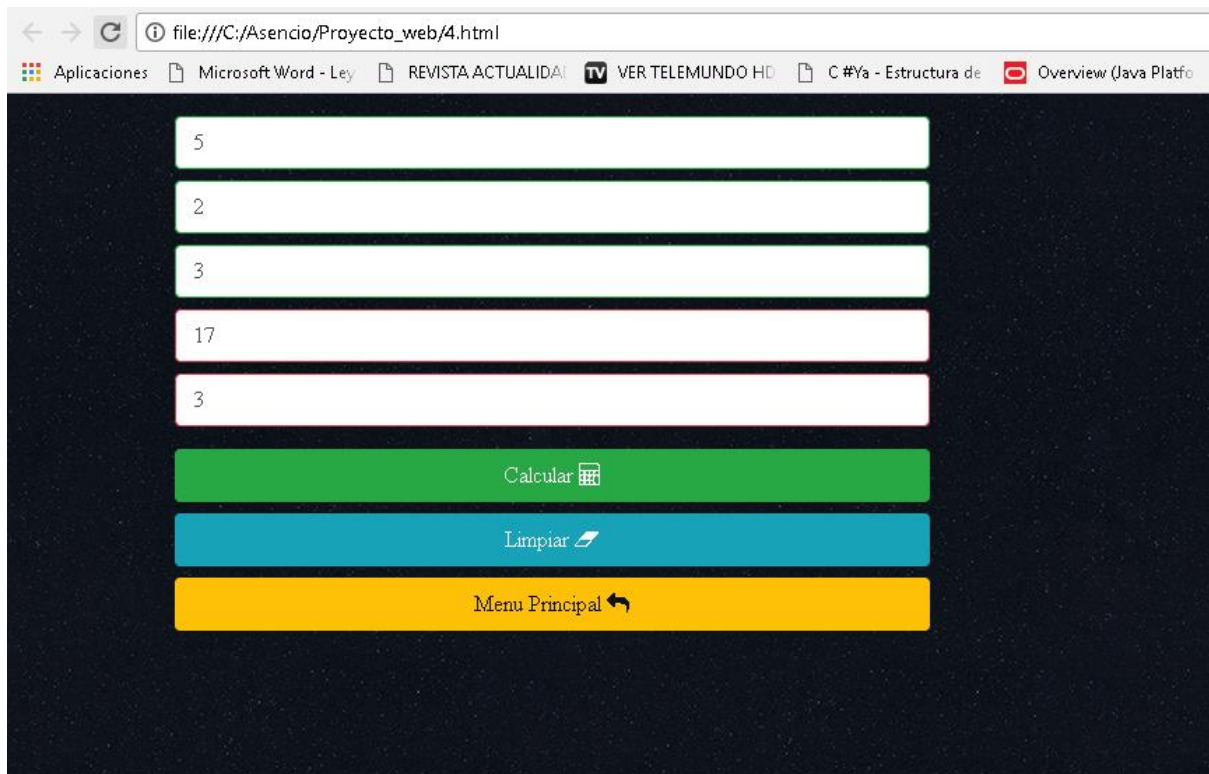 file:///C:/Asencio/Proyecto_web/4.html
Aplicaciones Microsoft Word - Ley REVISTA ACTUALIDA TV VER TELEMUNDO HD C #Ya - Estructura de Overview (Java Platfo
5
2
3
17
3
Calcular
Limpiar
Menu Principal